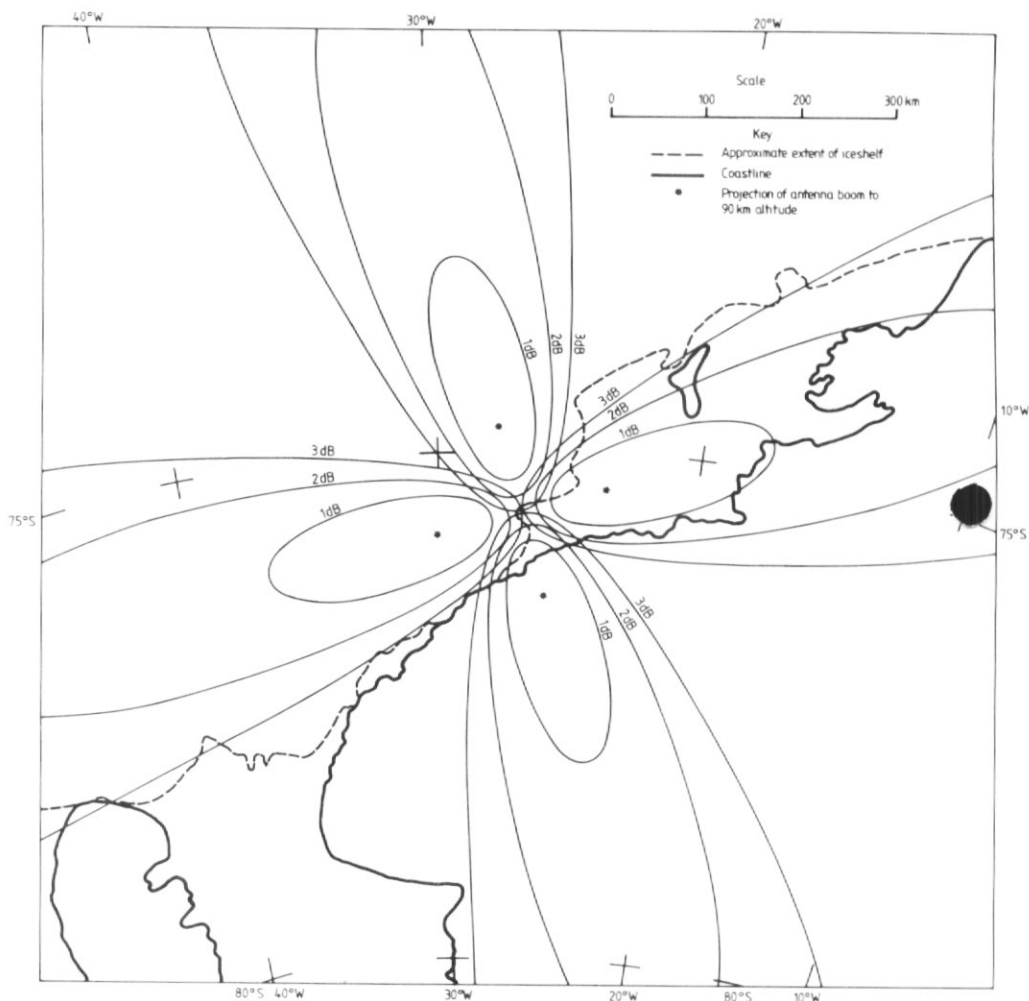 40°W
30°W
20°W
Scale
0 100 200 300 km
Key
Approximate extent of iceshelf
Coastline
Projection of antenna boom to
90 km altitude
1dB
2dB
3dB
3dB
2dB
1dB
10°W
3dB
2dB
1dB
75°S
75°S
3dB
2dB
1dB
80°S 40°W
30°W
20°W
80°S
10°W